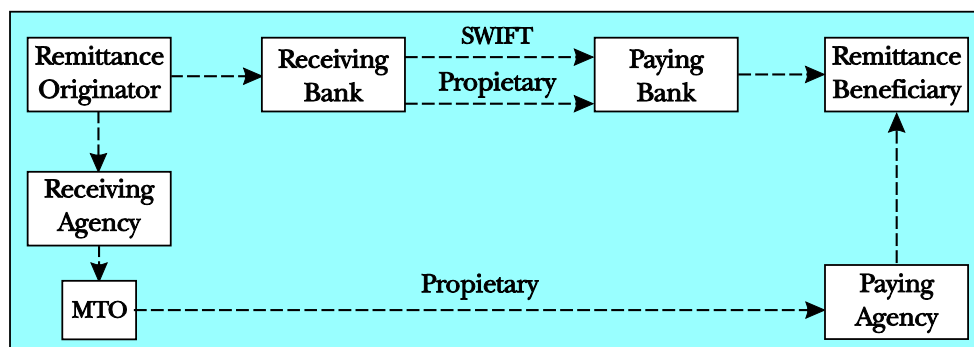 SWIFT
Remittance
Originator
Receiving
Bank
Propietary
Paying
Bank
Remittance
Beneficiary
Receiving
Agency
MTO
Propietary
Paying
Agency